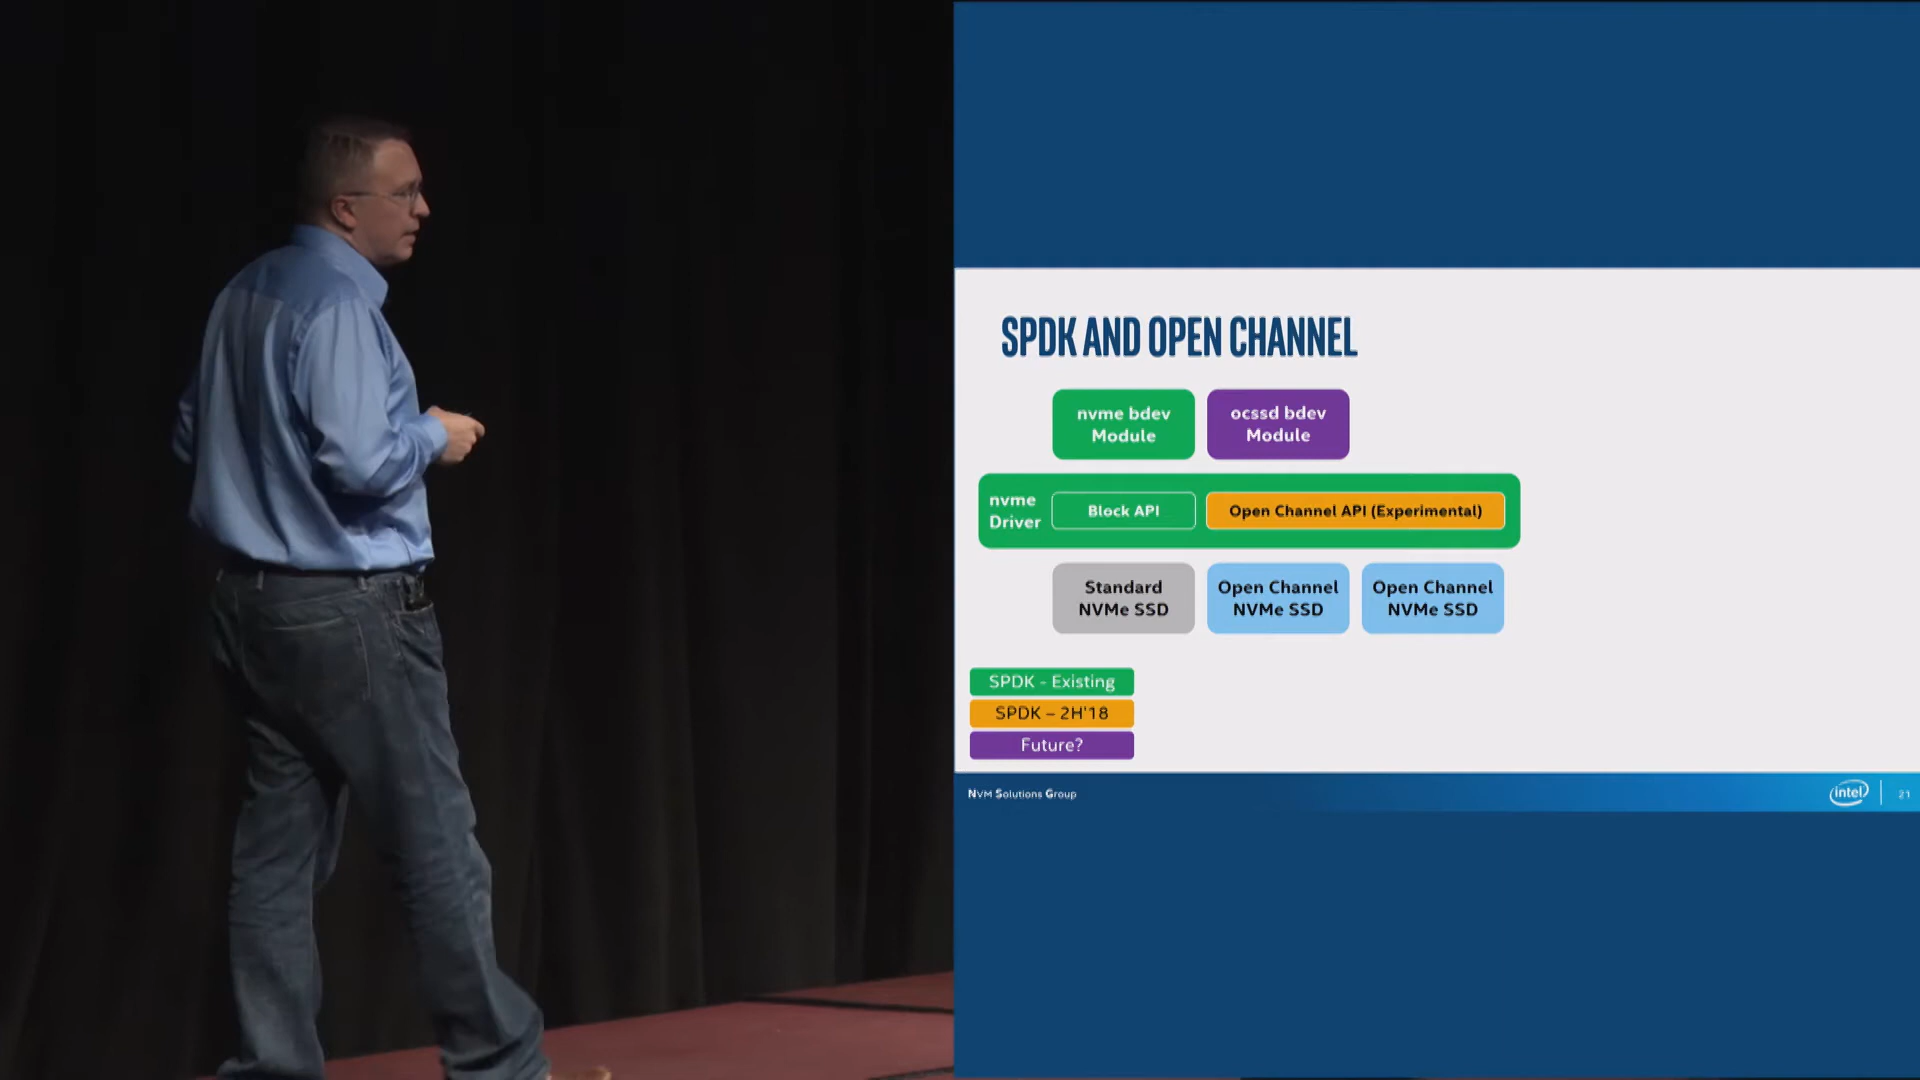 SPDK AND OPEN CHANNEL
nvme bdev
Module
ocssd bdev
Module
nvme
Driver
Block API
Open Channel API (Experimental)
Standard
NVMe SSD
Open Channel
NVMe SSD
Open Channel
NVMe SSD
SPDK - Existing
SPDK – 2H'18
Future?
NVM Solutions Group
intel
21